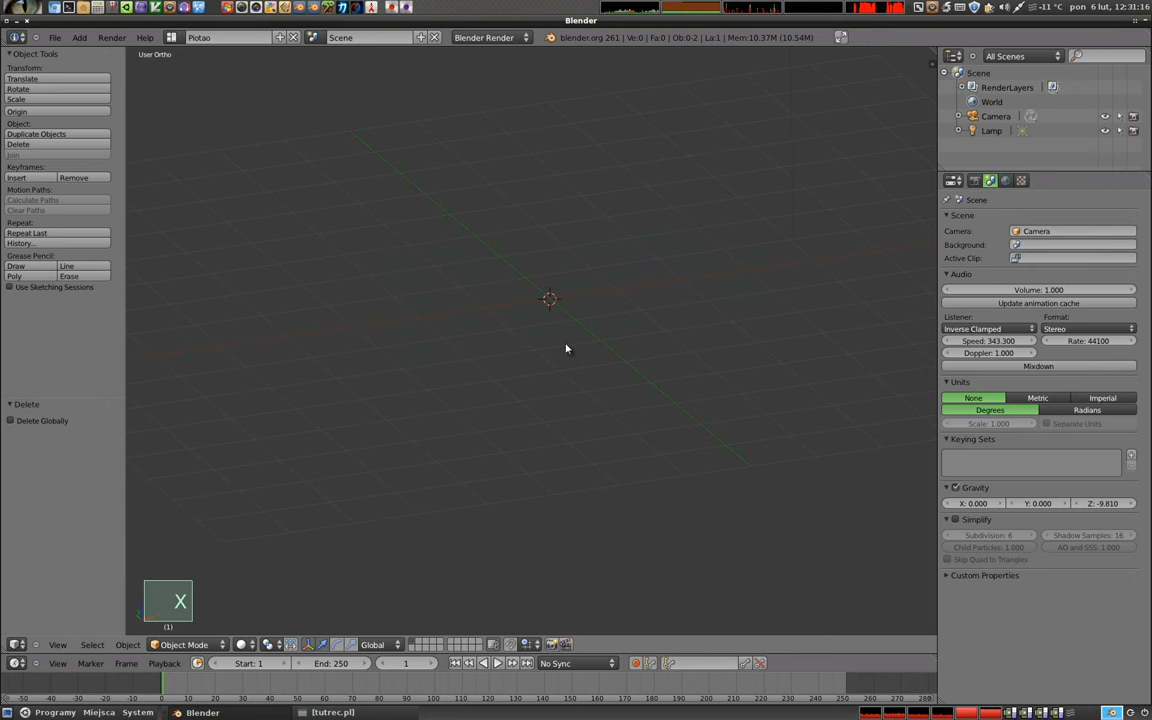 -11 °C pon 6 lut, 12:31:16
Blender
File Add Render Help Piotao Scene Blender Render blender.org 261 | Ve:0 | Fa:0 | Ob:0-2 | La:1 | Mem:10.37M (10.54M)
Object Tools
Transform:
Translate
Rotate
Scale
Origin
Object:
Duplicate Objects
Delete
Join
Keyframes:
Insert Remove
Motion Paths:
Calculate Paths
Clear Paths
Repeat:
Repeat Last
History...
Grease Pencil:
Draw Line
Poly Erase
Use Sketching Sessions
Delete
Delete Globally
User Ortho
X
(1)
View Select Object Object Mode Global
View Marker Frame Playback Start: 1 End: 250 1 No Sync
-50 -40 -30 -20 -10 0 10 20 30 40 50 60 70 80 90 100 110 120 130 140 150 160 170 180 190 200 210 220 230 240 250 260 270 280
All Scenes
Scene
RenderLayers
World
Camera
Lamp
Scene
Scene
Camera: Camera
Background:
Active Clip:
Audio
Volume: 1.000
Update animation cache
Listener: Format:
Inverse Clamped Stereo
Speed: 343.300 Rate: 44100
Doppler: 1.000
Mixdown
Units
None Metric Imperial
Degrees Radians
Scale: 1.000 Separate Units
Keying Sets
Gravity
X: 0.000 Y: 0.000 Z: -9.810
Simplify
Subdivision: 6 Shadow Samples: 16
Child Particles: 1.000 AO and SSS: 1.000
Skip Quad to Triangles
Custom Properties
Programy Miejsca System Blender [tutrec.pl]